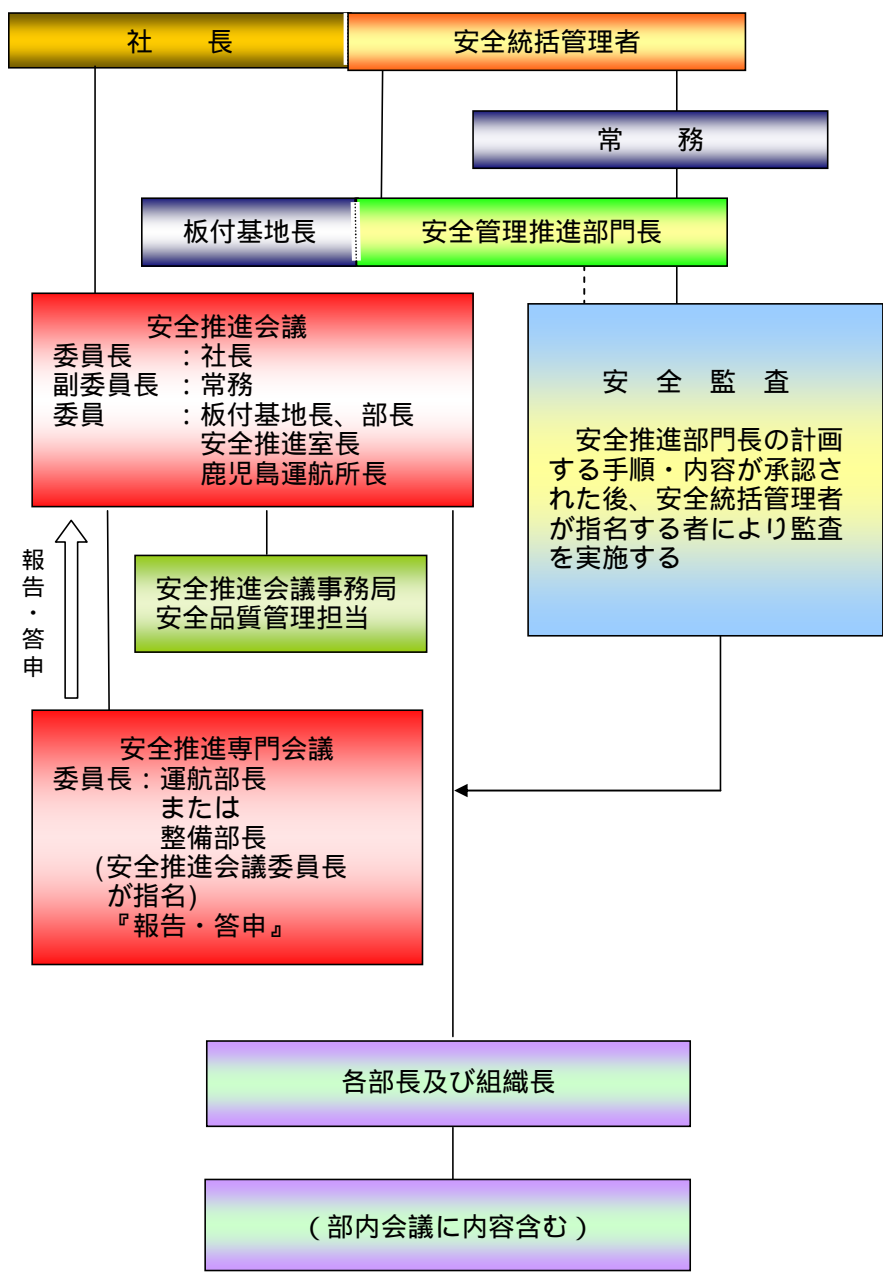 社　長
安全統括管理者
常　務
板付基地長
安全管理推進部門長
安全推進会議
委員長　　：社長
副委員長　：常務
委員　　　：板付基地長、部長
安全推進室長
鹿児島運航所長
安　全　監　査
安全推進部門長の計画
する手順・内容が承認さ
れた後、安全統括管理者
が指名する者により監査
を実施する
報告・答申
安全推進会議事務局
安全品質管理担当
安全推進専門会議
委員長：運航部長
または
整備部長
(安全推進会議委員長
が指名)
『報告・答申』
各部長及び組織長
（部内会議に内容含む）